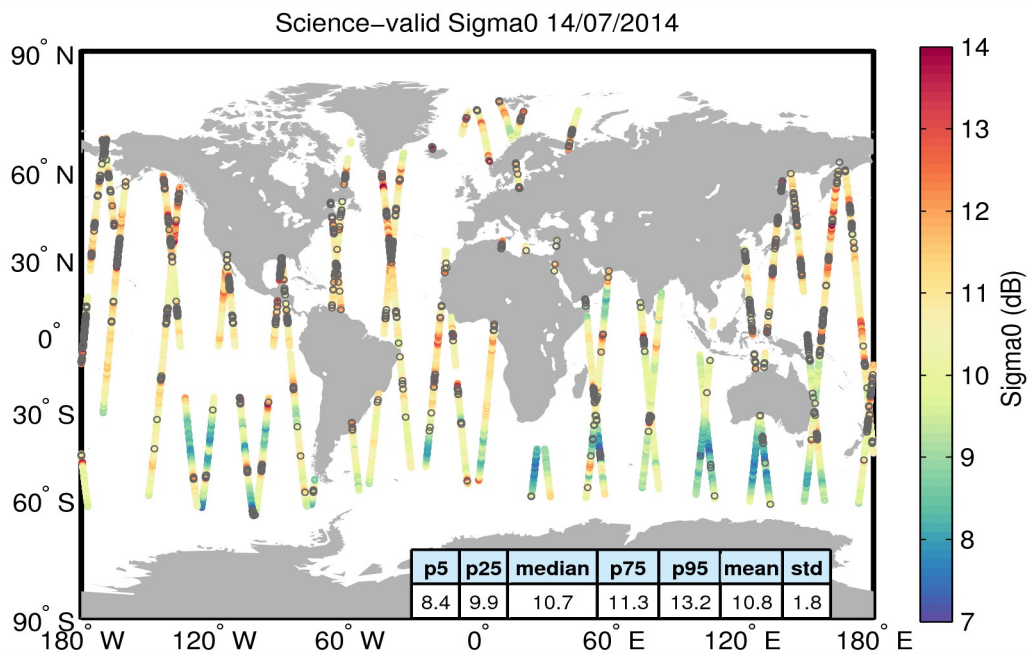 Science−valid Sigma0 14/07/2014
90° N
60° N
30° N
0°
30° S
60° S
90° S
180° W
120° W
60° W
0°
60° E
120° E
180° E
p5 p25 median p75 p95 mean std
8.4 9.9 10.7 11.3 13.2 10.8 1.8
14
13
12
11
10
9
8
7
Sigma0 (dB)